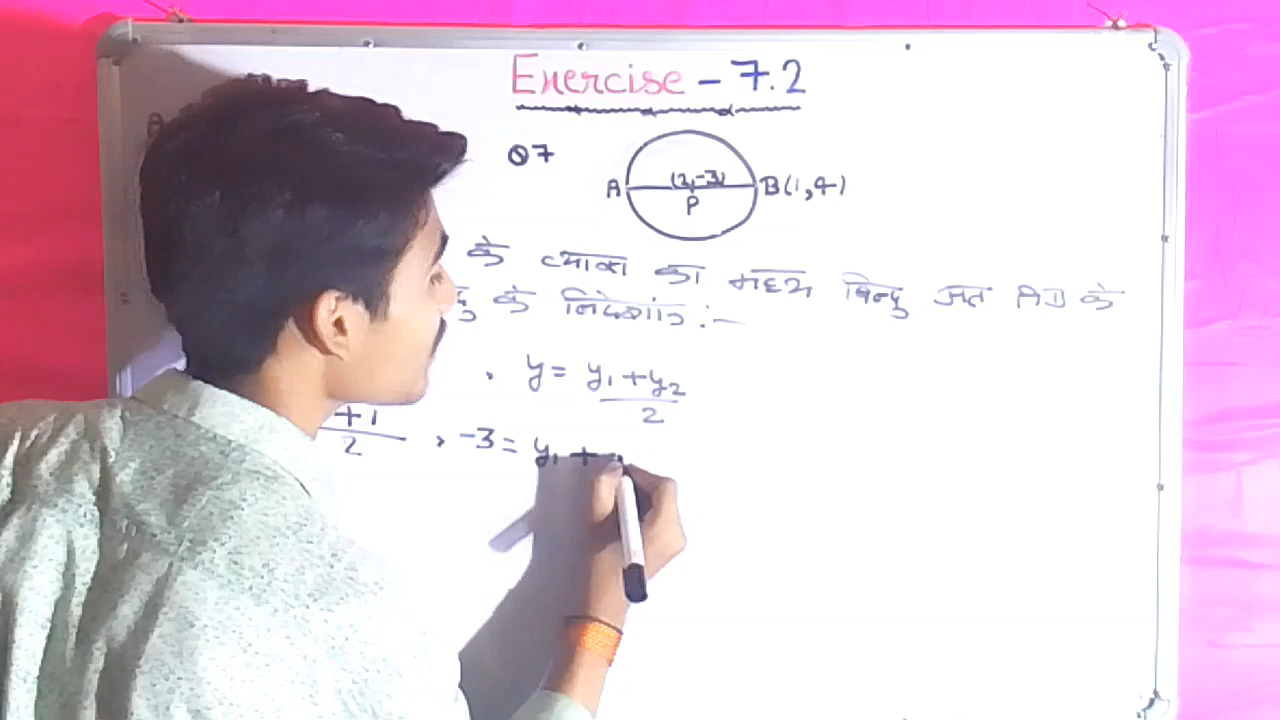 Exercise - 7.2
Q7
A (2,-3) B(1,4)
P
के व्यास का मध्य बिन्दु अतः AB के
के निर्देशांक :-
, y = y₁ + y₂ / 2
+1 / 2 , -3 = y₁ +